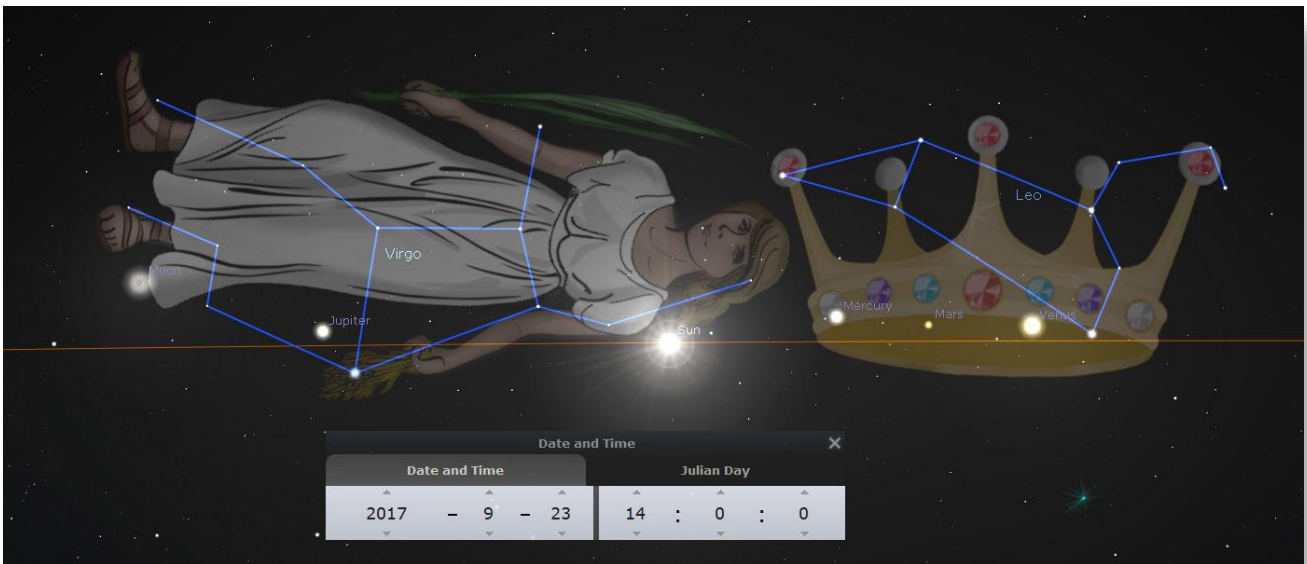 Leo
Virgo
Moon
Mercury
Mars
Venus
Jupiter
Sun
Date and Time
Date and Time
Julian Day
2017 – 9 – 23 14 : 0 : 0